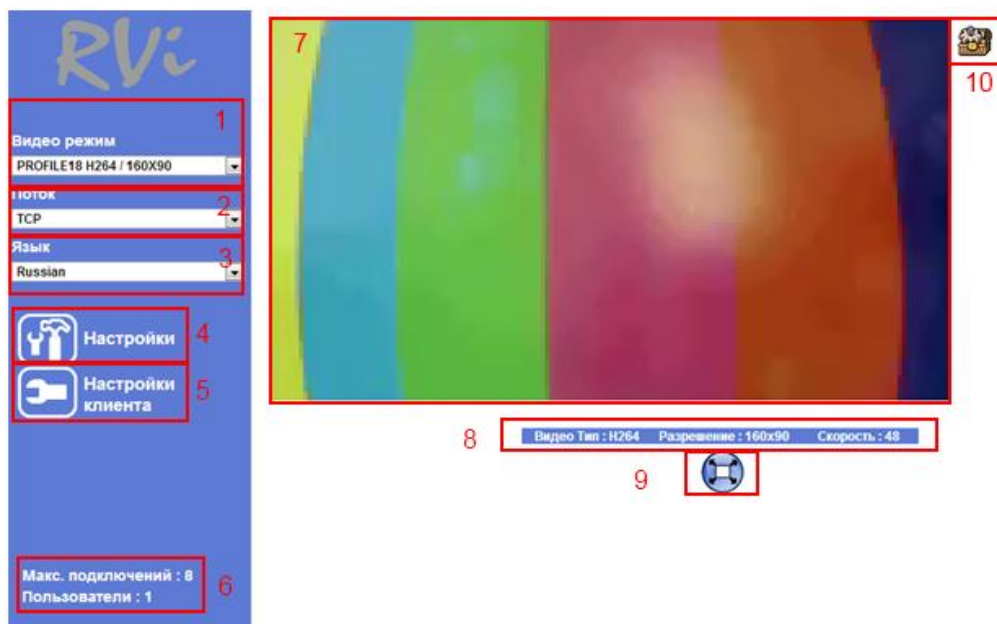 RVi
1
Видео режим
PROFILE18 H264 / 160X90
Поток
2
TCP
Язык
3
Russian
Настройки
4
Настройки
клиента
5
Макс. подключений : 8
Пользователи : 1
6
7
10
8
Видео Тип : H264 Разрешение : 160x90 Скорость : 48
9